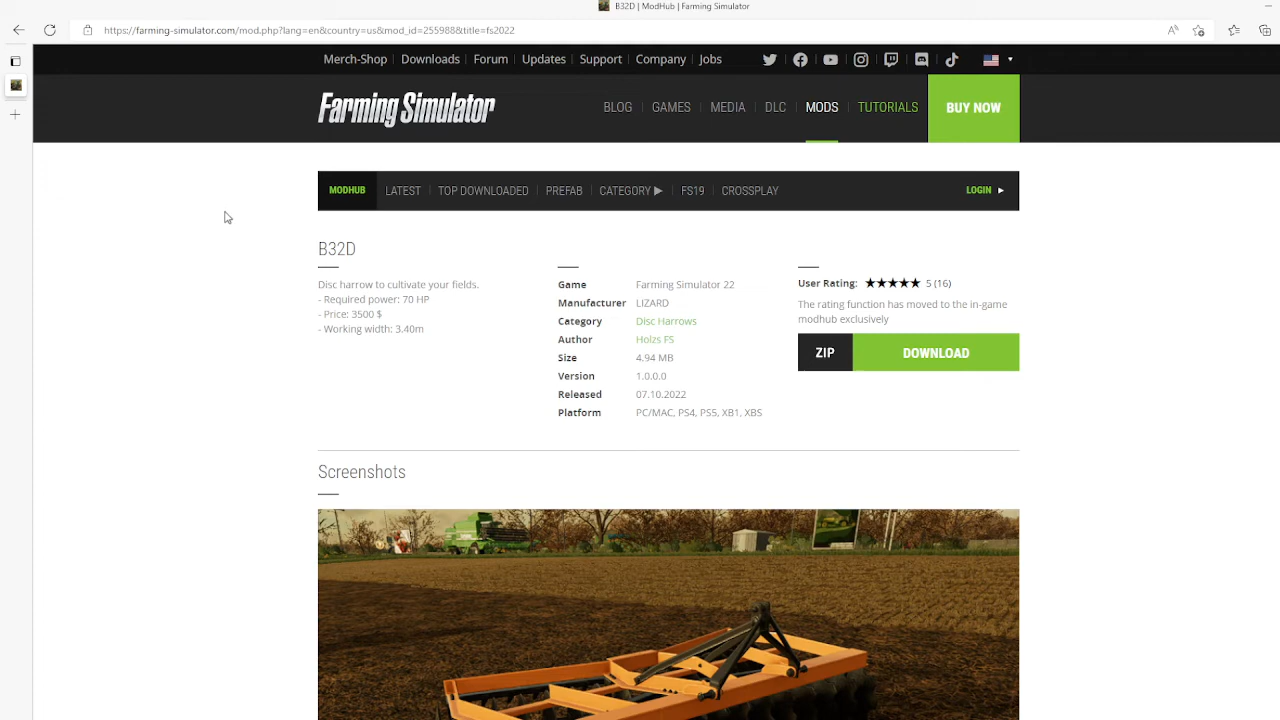 B32D | ModHub | Farming Simulator
https://farming-simulator.com/mod.php?lang=en&country=us&mod_id=255988&title=fs2022
Merch-Shop | Downloads | Forum | Updates | Support | Company | Jobs
Farming Simulator
BLOG | GAMES | MEDIA | DLC | MODS | TUTORIALS
BUY NOW
MODHUB
LATEST | TOP DOWNLOADED | PREFAB | CATEGORY ▶ | FS19 | CROSSPLAY
LOGIN ▶
B32D
Disc harrow to cultivate your fields.
- Required power: 70 HP
- Price: 3500 $
- Working width: 3.40m
Game Farming Simulator 22
Manufacturer LIZARD
Category Disc Harrows
Author Holzs FS
Size 4.94 MB
Version 1.0.0.0
Released 07.10.2022
Platform PC/MAC, PS4, PS5, XB1, XBS
User Rating: ★★★★★ 5 (16)
The rating function has moved to the in-game
modhub exclusively
ZIP DOWNLOAD
Screenshots